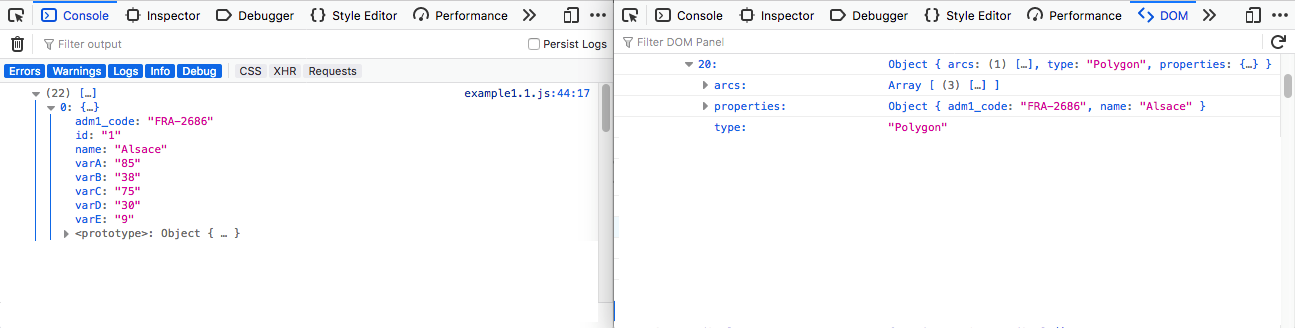 Console Inspector Debugger {} Style Editor Performance
Filter output Persist Logs
Errors Warnings Logs Info Debug CSS XHR Requests
(22) […] example1.1.js:44:17
0: {…}
adm1_code: "FRA-2686"
id: "1"
name: "Alsace"
varA: "85"
varB: "38"
varC: "75"
varD: "30"
varE: "9"
<prototype>: Object { … }
Console Inspector Debugger {} Style Editor Performance DOM
Filter DOM Panel
20: Object { arcs: (1) […], type: "Polygon", properties: {…} }
arcs: Array [ (3) […] ]
properties: Object { adm1_code: "FRA-2686", name: "Alsace" }
type: "Polygon"